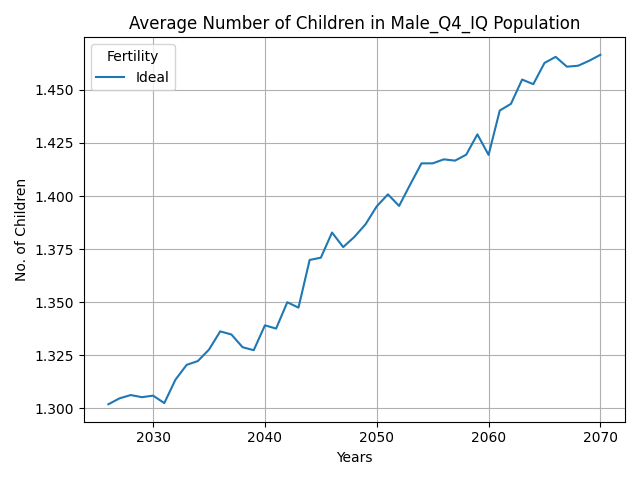 Average Number of Children in Male_Q4_IQ Population
Fertility
Ideal
1.450
1.425
1.400
1.375
1.350
1.325
1.300
No. of Children
2030
2040
2050
2060
2070
Years